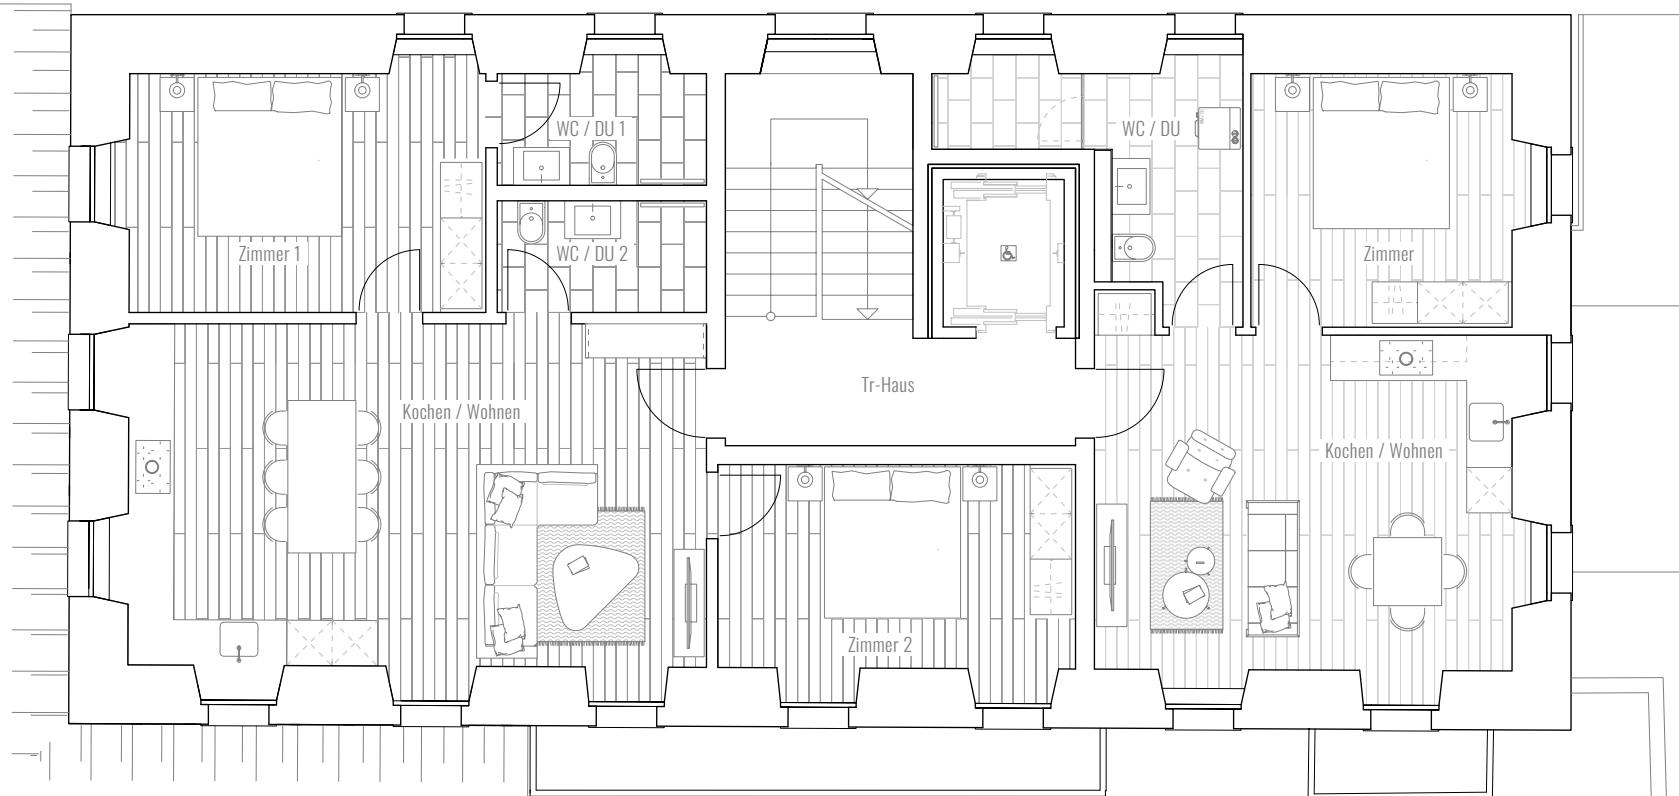 WC / DU 1
WC / DU
Zimmer 1
WC / DU 2
Zimmer
Tr-Haus
Kochen / Wohnen
Kochen / Wohnen
Zimmer 2